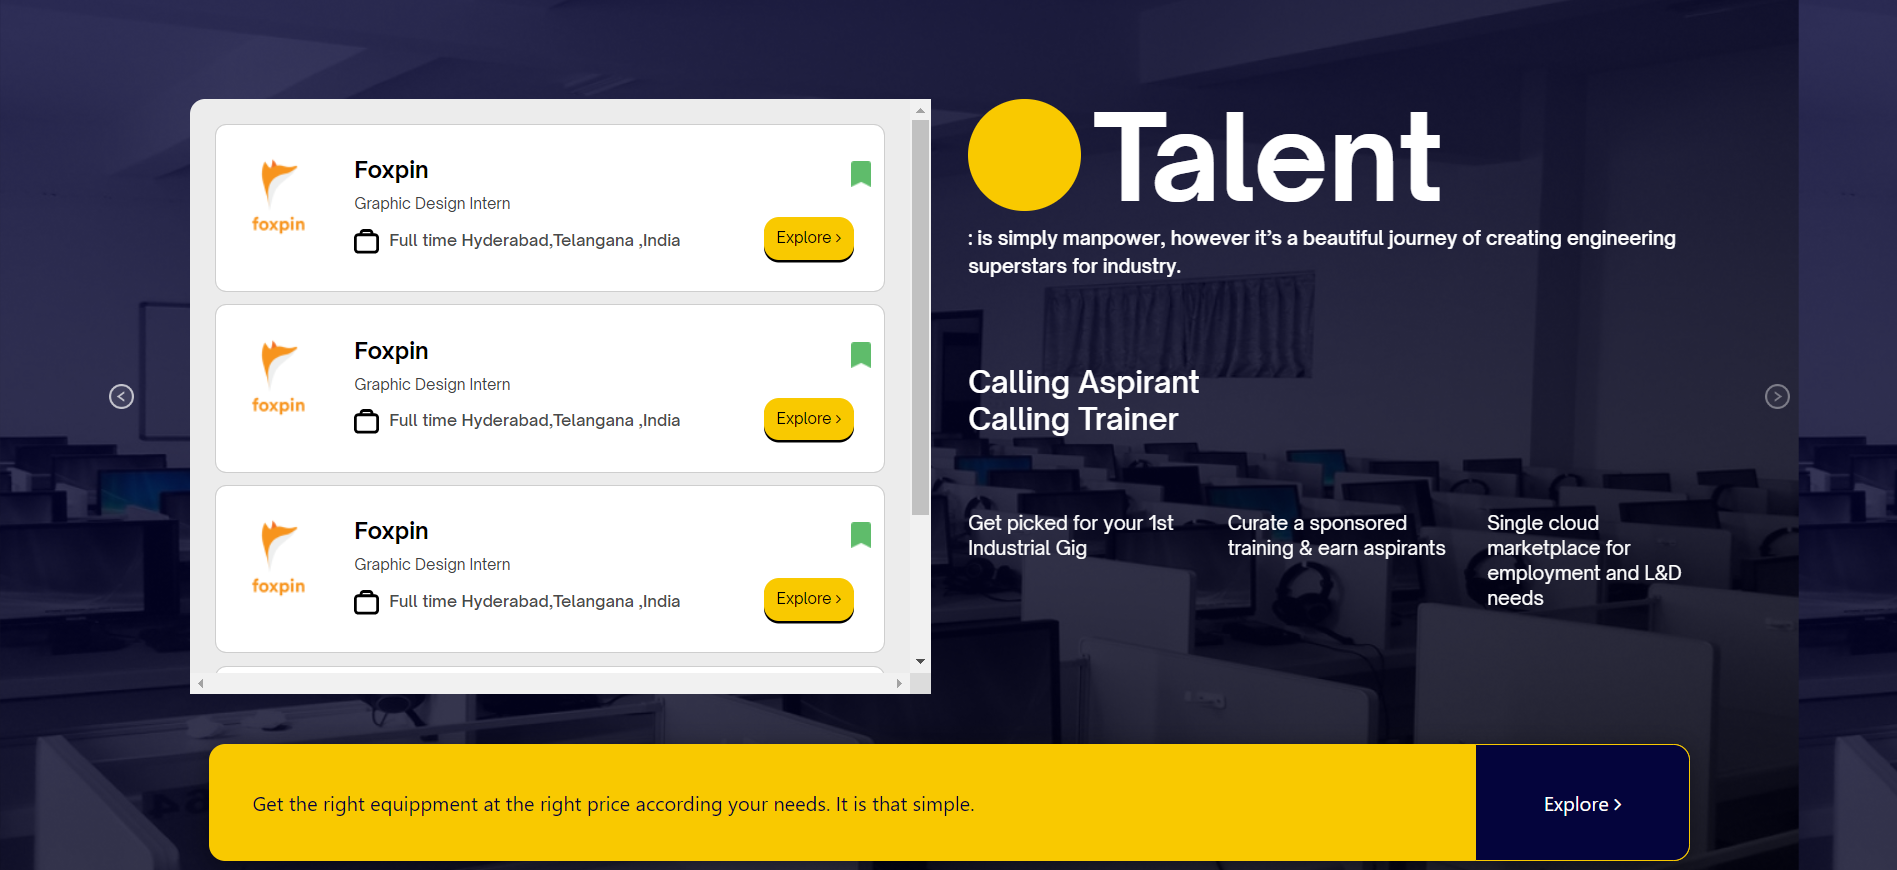 foxpin
Foxpin
Graphic Design Intern
Full time Hyderabad,Telangana ,India
Explore >
foxpin
Foxpin
Graphic Design Intern
Full time Hyderabad,Telangana ,India
Explore >
foxpin
Foxpin
Graphic Design Intern
Full time Hyderabad,Telangana ,India
Explore >
Talent
: is simply manpower, however it’s a beautiful journey of creating engineering
superstars for industry.
Calling Aspirant
Calling Trainer
Get picked for your 1st
Industrial Gig
Curate a sponsored
training & earn aspirants
Single cloud
marketplace for
employment and L&D
needs
Get the right equippment at the right price according your needs. It is that simple.
Explore >